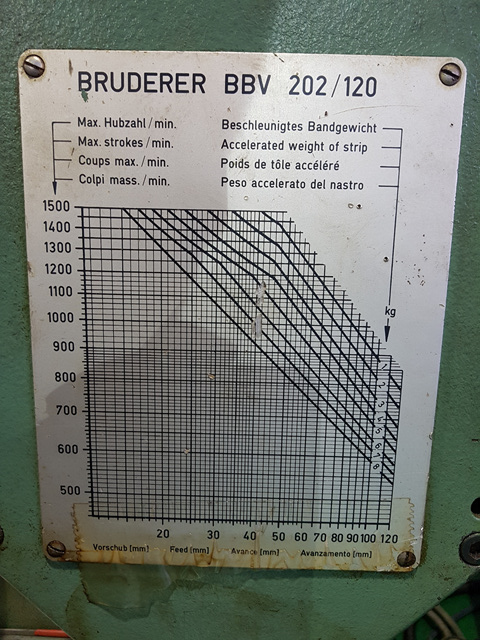 BRUDERER BBV 202/120
Max. Hubzahl/min.
Max. strokes/min.
Coups max./min.
Colpi mass./min.
Beschleunigtes Bandgewicht
Accelerated weight of strip
Poids de tôle accéléré
Peso accelerato del nastro
1500
1400
1300
1200
1100
1000
900
800
700
600
500
kg
1
2
3
4
5
6
7
8
20 30 40 50 60 70 80 90 100 120
Vorschub [mm] Feed [mm] Avance [mm] Avanzamento [mm]